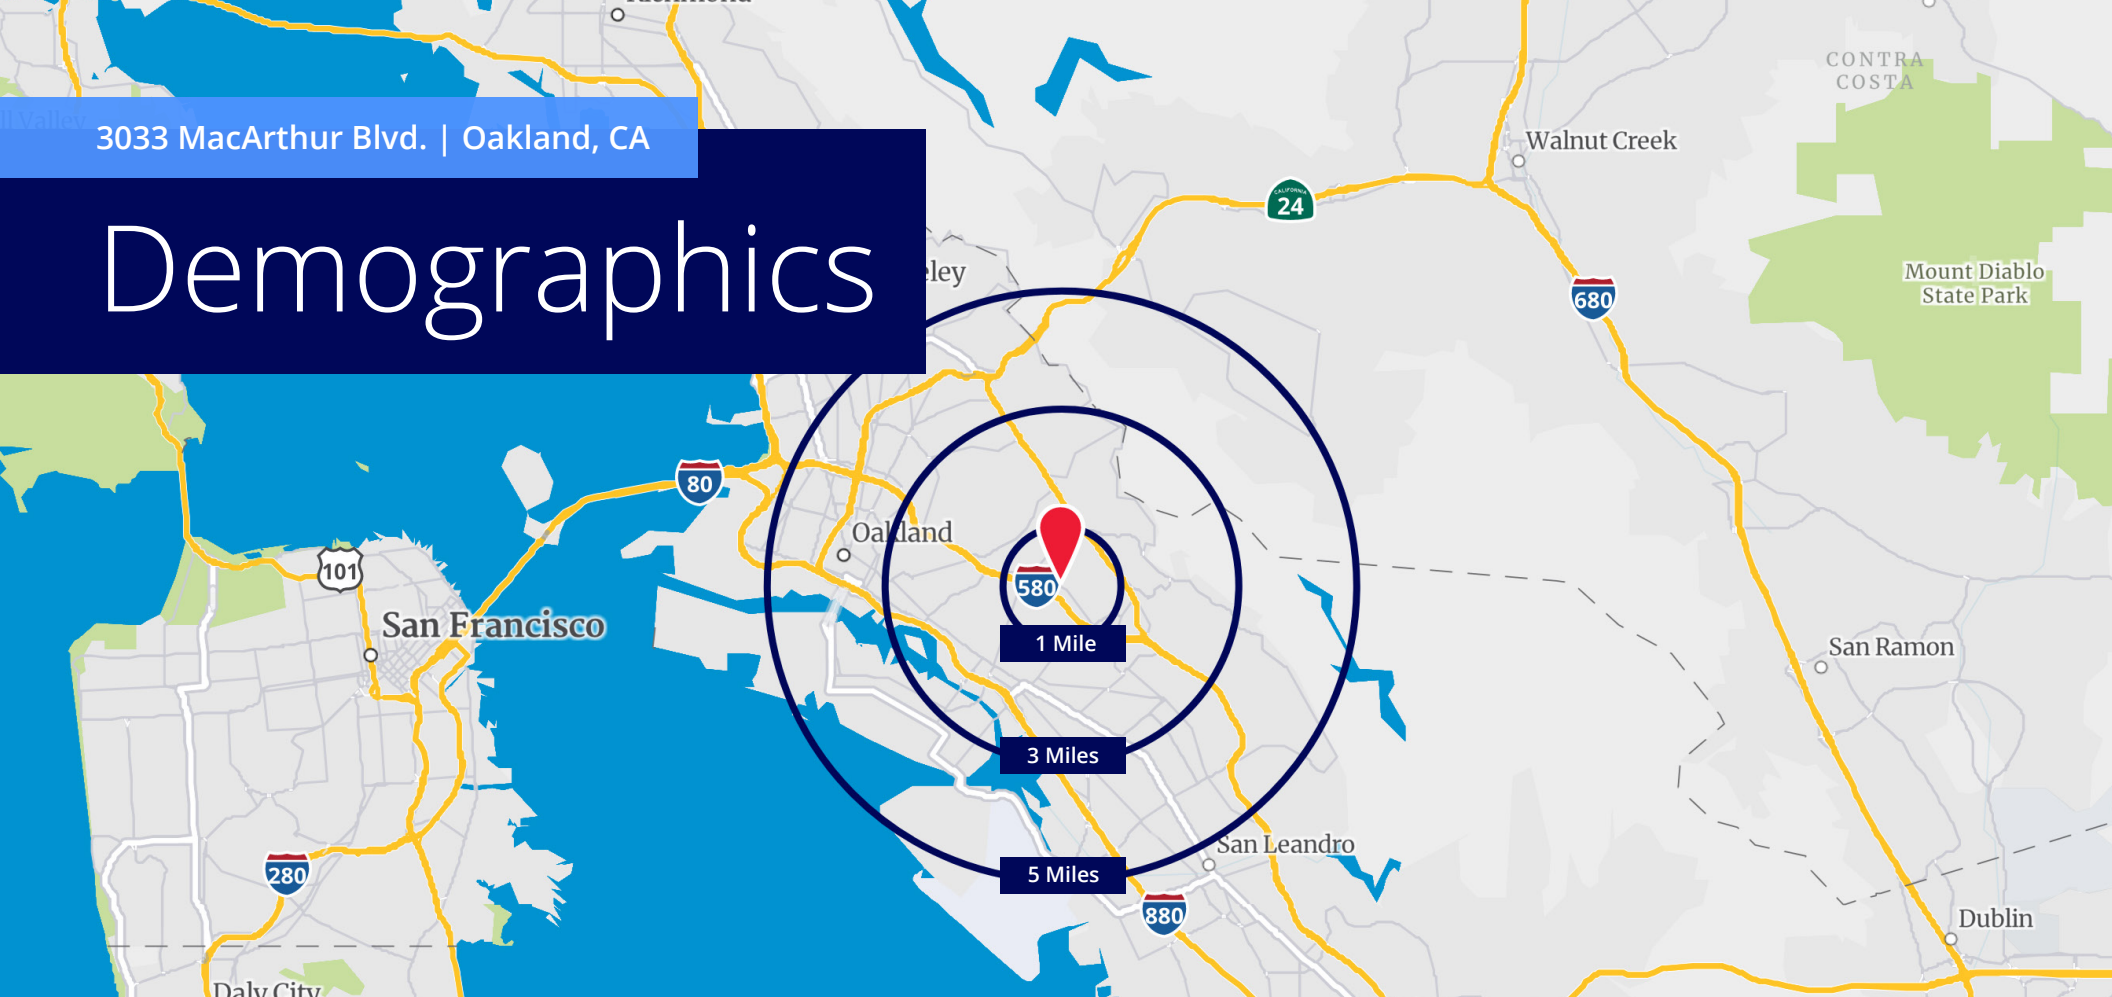 3033 MacArthur Blvd. | Oakland, CA
Demographics
CONTRA
COSTA
Walnut Creek
CALIFORNIA
24
680
Mount Diablo
State Park
80
Oakland
101
580
San Francisco
1 Mile
San Ramon
3 Miles
San Leandro
280
5 Miles
880
Dublin
Daly City